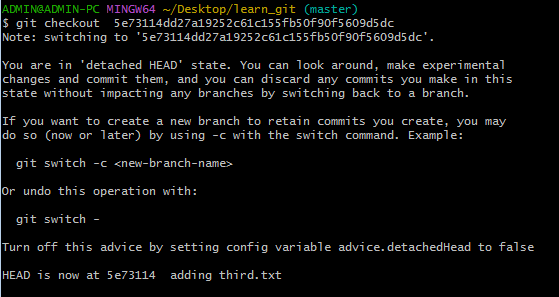 ADMIN@ADMIN-PC MINGW64 ~/Desktop/learn_git (master)
$ git checkout  5e73114dd27a19252c61c155fb50f90f5609d5dc
Note: switching to '5e73114dd27a19252c61c155fb50f90f5609d5dc'.
You are in 'detached HEAD' state. You can look around, make experimental
changes and commit them, and you can discard any commits you make in this
state without impacting any branches by switching back to a branch.
If you want to create a new branch to retain commits you create, you may
do so (now or later) by using -c with the switch command. Example:
  git switch -c <new-branch-name>
Or undo this operation with:
  git switch -
Turn off this advice by setting config variable advice.detachedHead to false
HEAD is now at 5e73114  adding third.txt